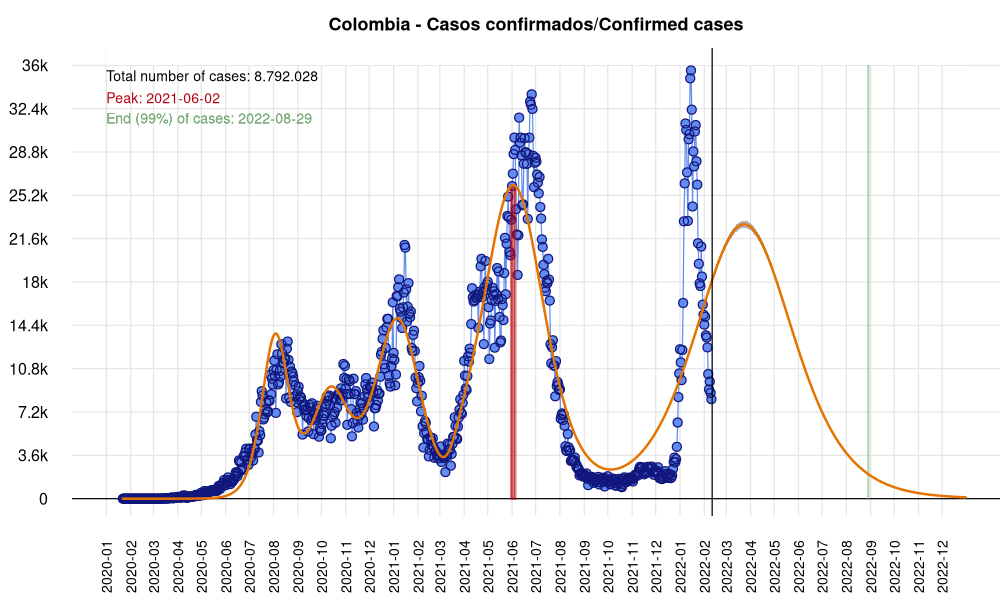 Colombia - Casos confirmados/Confirmed cases
Total number of cases: 8.792.028
Peak: 2021-06-02
End (99%) of cases: 2022-08-29
36k
32.4k
28.8k
25.2k
21.6k
18k
14.4k
10.8k
7.2k
3.6k
0
2020-01
2020-02
2020-03
2020-04
2020-05
2020-06
2020-07
2020-08
2020-09
2020-10
2020-11
2020-12
2021-01
2021-02
2021-03
2021-04
2021-05
2021-06
2021-07
2021-08
2021-09
2021-10
2021-11
2021-12
2022-01
2022-02
2022-03
2022-04
2022-05
2022-06
2022-07
2022-08
2022-09
2022-10
2022-11
2022-12